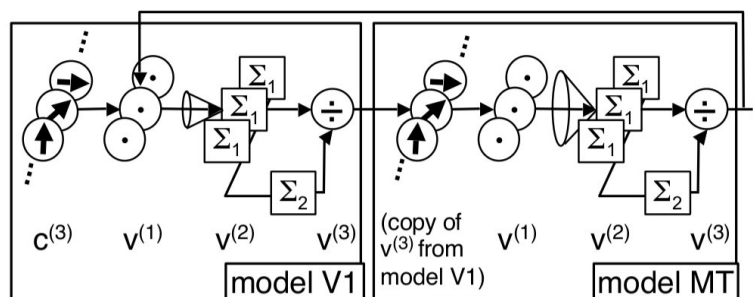 Σ₁
Σ₁
Σ₁
÷
Σ₂
c⁽³⁾ v⁽¹⁾ v⁽²⁾ v⁽³⁾
model V1
Σ₁
Σ₁
Σ₁
÷
Σ₂
(copy of
v⁽³⁾ from
model V1)
v⁽¹⁾ v⁽²⁾ v⁽³⁾
model MT